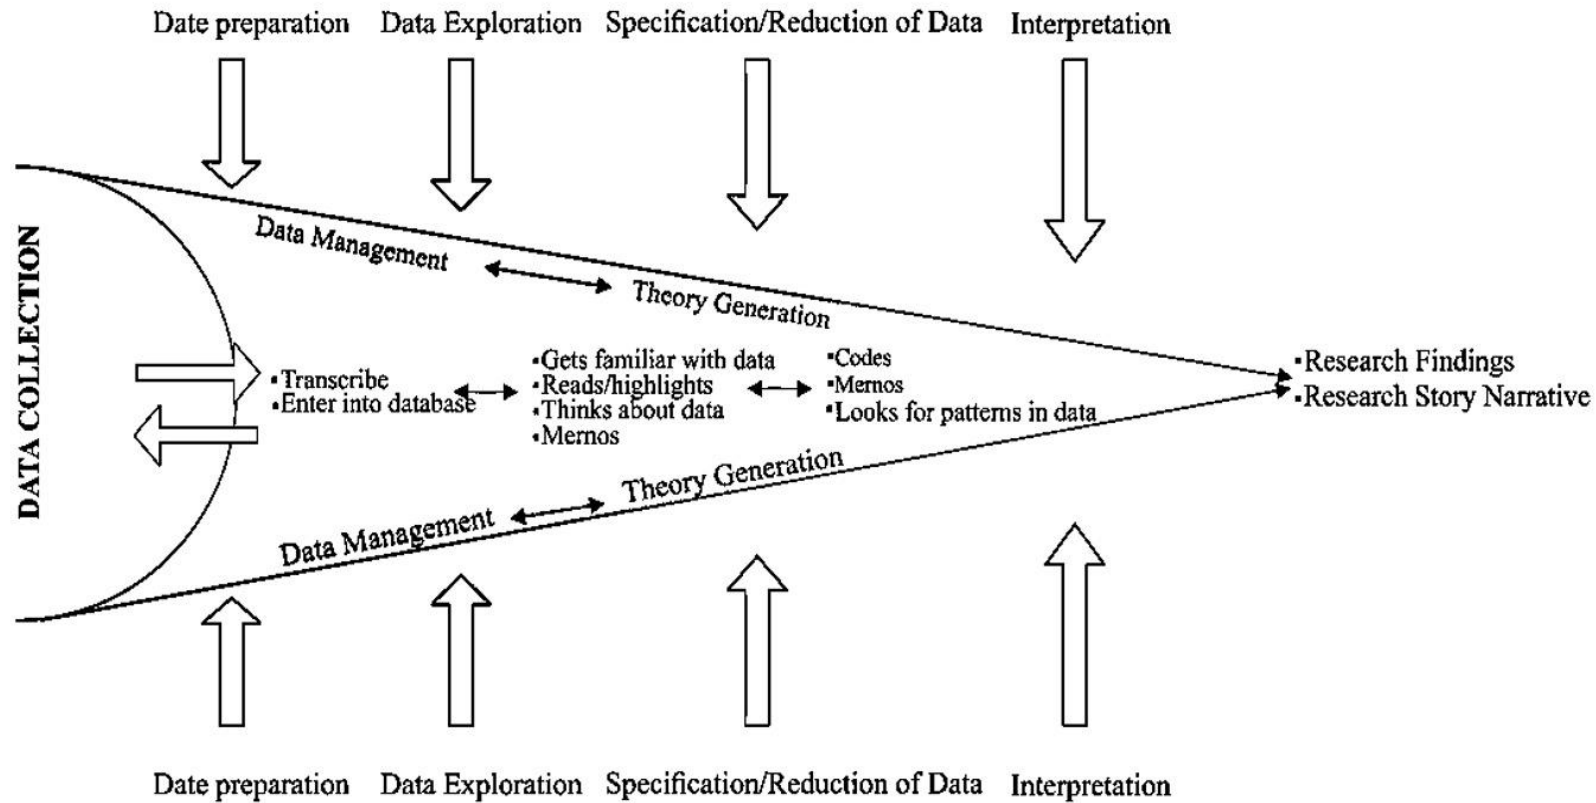 Date preparation
Data Exploration
Specification/Reduction of Data
Interpretation
DATA COLLECTION
Data Management
Theory Generation
▪Transcribe
▪Enter into database
▪Gets familiar with data
▪Reads/highlights
▪Thinks about data
▪Mernos
▪Codes
▪Mernos
▪Looks for patterns in data
▪Research Findings
▪Research Story Narrative
Data Management
Theory Generation
Date preparation
Data Exploration
Specification/Reduction of Data
Interpretation